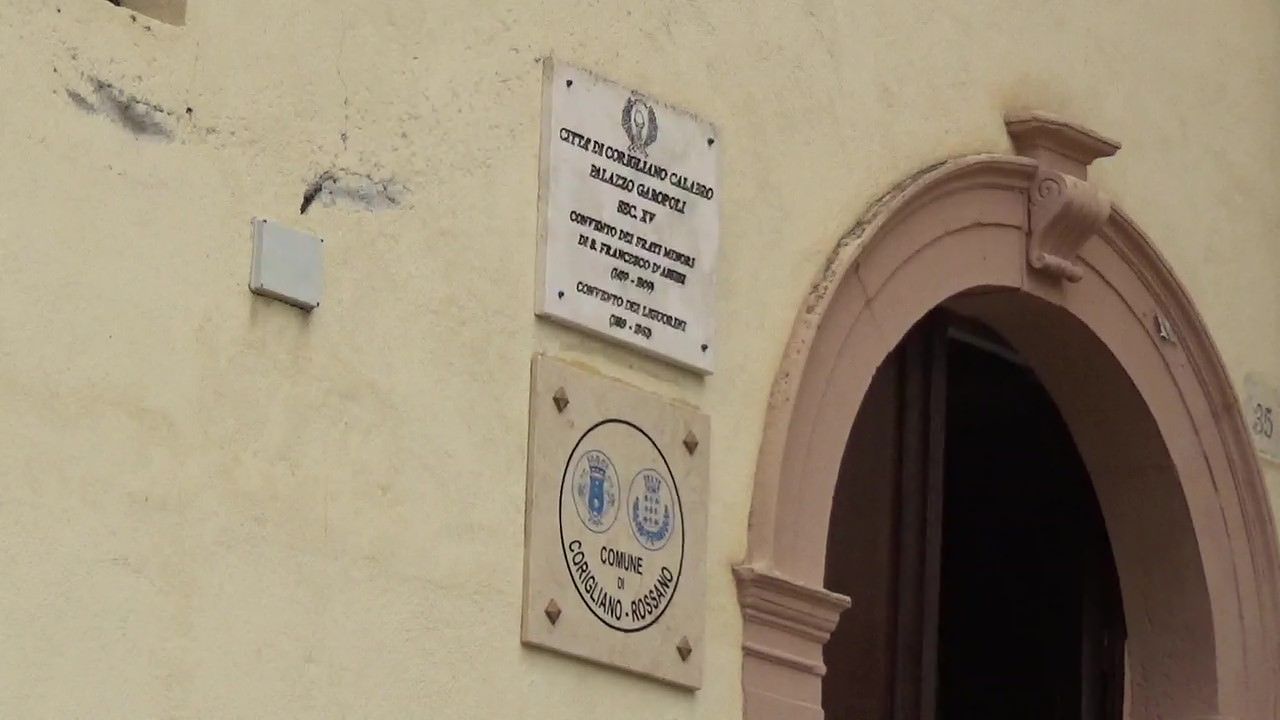 CITTA' DI CORIGLIANO CALABRO
PALAZZO GAROPOLI
SEC. XV
CONVENTO DEI FRATI MINORI
DI S. FRANCESCO D'ASSISI
CONVENTO DEI LIGUORINI
COMUNE
DI
CORIGLIANO - ROSSANO
35